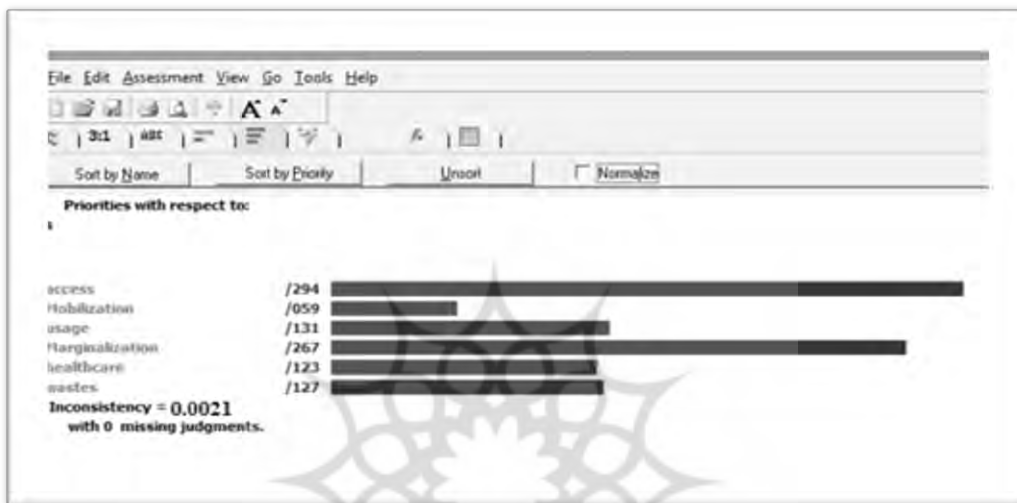 File Edit Assessment View Go Tools Help
A A
3:1 ABC
Sort by Name Sort by Priority Unsort Normalize
Priorities with respect to:
access /294
Mobilization /059
usage /131
Marginalization /267
healthcare /123
wastes /127
Inconsistency = 0.0021
with 0 missing judgments.